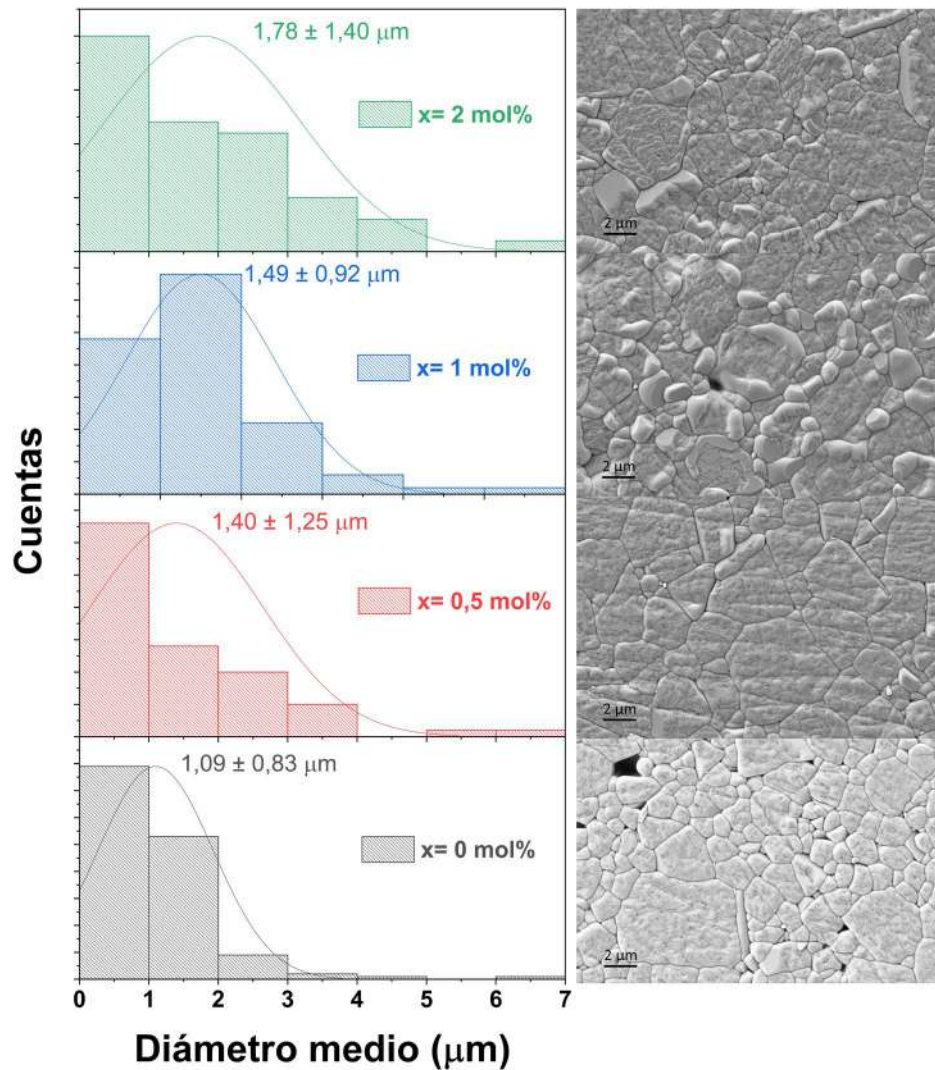 1,78 ± 1,40 μm
x= 2 mol%
2 μm
1,49 ± 0,92 μm
x= 1 mol%
2 μm
Cuentas
1,40 ± 1,25 μm
x= 0,5 mol%
2 μm
1,09 ± 0,83 μm
x= 0 mol%
2 μm
0 1 2 3 4 5 6 7
Diámetro medio (μm)